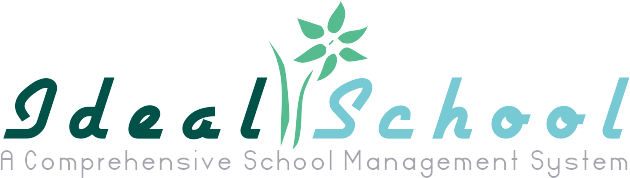 Ideal School
A Comprehensive School Management System